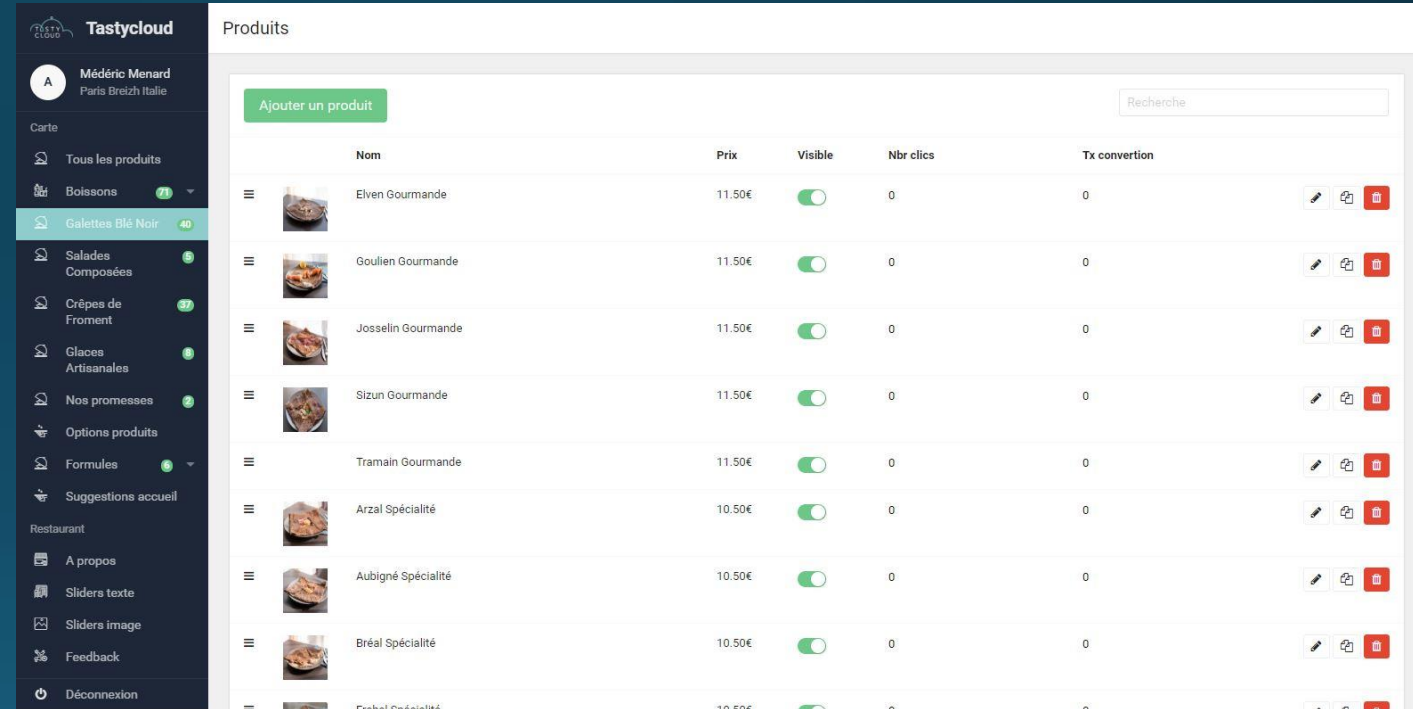 TASTY
CLOUD
Tastycloud
Produits
A
Médéric Menard
Paris Breizh Italie
Carte
Tous les produits
Boissons 71
Galettes Blé Noir 40
Salades
Composées 5
Crêpes de
Froment 37
Glaces
Artisanales 8
Nos promesses 2
Options produits
Formules 6
Suggestions accueil
Restaurant
A propos
Sliders texte
Sliders image
Feedback
Déconnexion
Ajouter un produit
Recherche
Nom Prix Visible Nbr clics Tx convertion
Elven Gourmande 11.50€ 0 0
Goulien Gourmande 11.50€ 0 0
Josselin Gourmande 11.50€ 0 0
Sizun Gourmande 11.50€ 0 0
Tramain Gourmande 11.50€ 0 0
Arzal Spécialité 10.50€ 0 0
Aubigné Spécialité 10.50€ 0 0
Bréal Spécialité 10.50€ 0 0